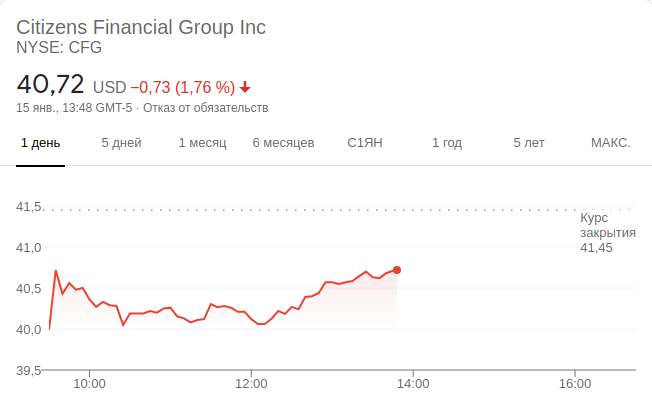 Citizens Financial Group Inc
NYSE: CFG
40,72 USD −0,73 (1,76 %)
15 янв., 13:48 GMT-5 · Отказ от обязательств
1 день 5 дней 1 месяц 6 месяцев С1ЯН 1 год 5 лет МАКС.
41,5
Курс
закрытия
41,0 41,45
40,5
40,0
39,5
10:00 12:00 14:00 16:00